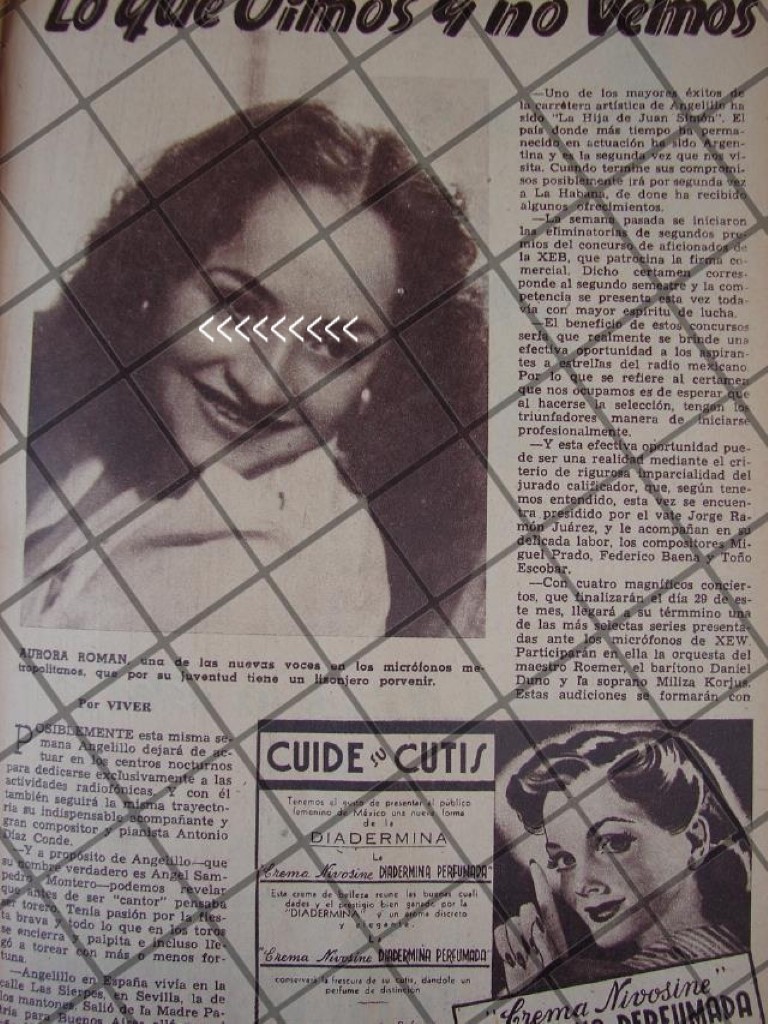 Lo que Oimos y no Vemos
<<<<<<<<<
AURORA ROMAN, una de las nuevas voces en los micrófonos me-
tropolitanos, que por su juventud tiene un lisonjero porvenir.
Por VIVER
POSIBLEMENTE esta misma se-
mana Angelillo dejará de ac-
tuar en los centros nocturnos
para dedicarse exclusivamente a las
actividades radiofónicas. Y con él
también seguirá la misma trayecto-
ria su indispensable acompañante y
gran compositor y pianista Antonio
Díaz Conde.
—Y a propósito de Angelillo—que
su nombre verdadero es Angel Sam-
pedro Montero—podemos revelar
que antes de ser "cantor" pensaba
ser torero. Tenía pasión por la fies-
ta brava y todo lo que en los toros
se encierra y palpita e incluso lle-
gó a torear con más o menos for-
tuna.
—Angelillo en España vivía en la
calle Las Sierpes, en Sevilla, la de
los mantones. Salió de la Madre Pa-
tria para Buenos Aires
—Uno de los mayores éxitos de
la carrétera artística de Angelillo ha
sido "La Hija de Juan Simón". El
país donde más tiempo ha perma-
necido en actuación ha sido Argen-
tina y es la segunda vez que nos vi-
sita. Cuando termine sus compromi-
sos posiblemente irá por segunda vez
a La Habana, de done ha recibido
algunos ofrecimientos.
—La semana pasada se iniciaron
las eliminatorias de segundos pre-
mios del concurso de aficionados de
la XEB, que patrocina la firma co-
mercial. Dicho certamen corres-
ponde al segundo semestre y la com-
petencia se presenta esta vez toda-
vía con mayor espíritu de lucha.
—El beneficio de estos concursos
sería que realmente se brinde una
efectiva oportunidad a los aspiran-
tes a estrellas del radio mexicano.
Por lo que se refiere al certamen
que nos ocupamos es de esperar que
al hacerse la selección, tengan los
triunfadores manera de iniciarse
profesionalmente.
—Y esta efectiva oportunidad pue-
de ser una realidad mediante el cri-
terio de rigurosa imparcialidad del
jurado calificador, que, según tene-
mos entendido, esta vez se encuen-
tra presidido por el vate Jorge Ra-
món Juárez, y le acompañan en su
delicada labor, los compositores Mi-
guel Prado, Federico Baena y Toño
Escobar.
—Con cuatro magníficos concier-
tos, que finalizarán el día 29 de es-
te mes, llegará a su térmmino una
de las más selectas series presenta-
das ante los micrófonos de XEW.
Participarán en ella la orquesta del
maestro Roemer, el barítono Daniel
Duno y la soprano Miliza Korjus.
Estas audiciones se formarán con
CUIDE su CUTIS
Tenemos el gusto de presentar al público
femenino de México una nueva forma
de la
DIADERMINA
La
"Crema Nivosine DIADERMINA PERFUMADA"
Esta crema de belleza reune las buenas cuali
dades y el prestigio bien ganado por la
"DIADERMINA" y un aroma discreto
y elegante.
La
"Crema Nivosine DIADERMINA PERFUMADA"
conservará la frescura de su cutis, dándole un
perfume de distinción
"Crema Nivosine"
PERFUMADA